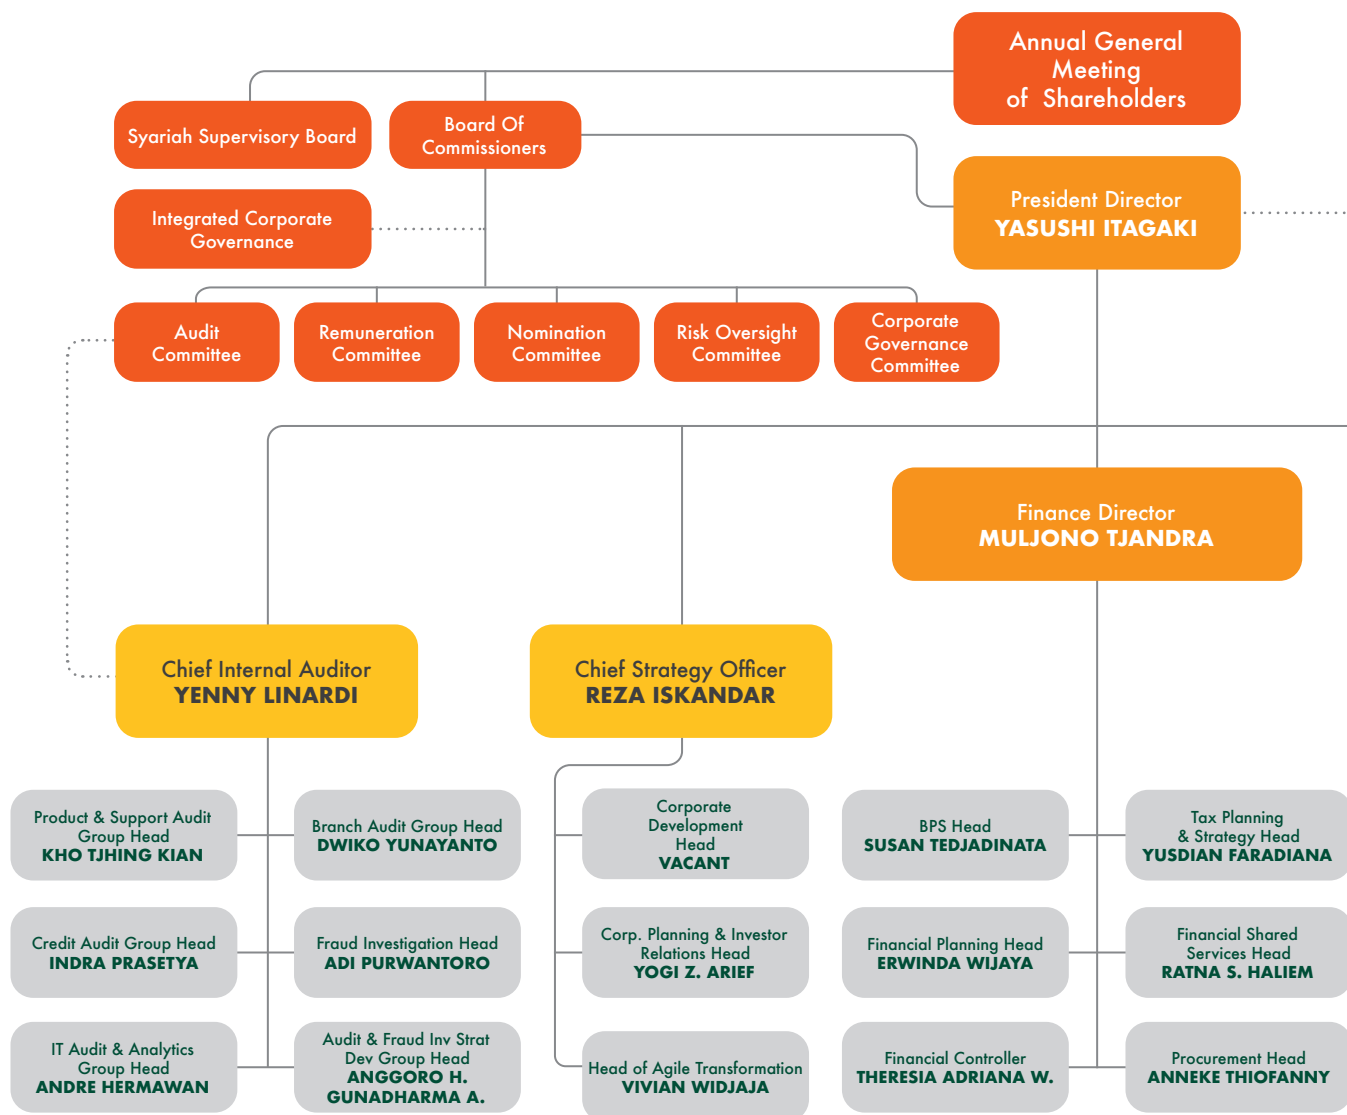 Annual General
Meeting
of Shareholders
Syariah Supervisory Board
Board Of
Commissioners
President Director
YASUSHI ITAGAKI
Integrated Corporate
Governance
Audit
Committee
Remuneration
Committee
Nomination
Committee
Risk Oversight
Committee
Corporate
Governance
Committee
Finance Director
MULJONO TJANDRA
Chief Internal Auditor
YENNY LINARDI
Chief Strategy Officer
REZA ISKANDAR
Product & Support Audit
Group Head
KHO TJHING KIAN
Branch Audit Group Head
DWIKO YUNAYANTO
Corporate
Development
Head
VACANT
BPS Head
SUSAN TEDJADINATA
Tax Planning
& Strategy Head
YUSDIAN FARADIANA
Credit Audit Group Head
INDRA PRASETYA
Fraud Investigation Head
ADI PURWANTORO
Corp. Planning & Investor
Relations Head
YOGI Z. ARIEF
Financial Planning Head
ERWINDA WIJAYA
Financial Shared
Services Head
RATNA S. HALIEM
IT Audit & Analytics
Group Head
ANDRE HERMAWAN
Audit & Fraud Inv Strat
Dev Group Head
ANGGORO H.
GUNADHARMA A.
Head of Agile Transformation
VIVIAN WIDJAJA
Financial Controller
THERESIA ADRIANA W.
Procurement Head
ANNEKE THIOFANNY